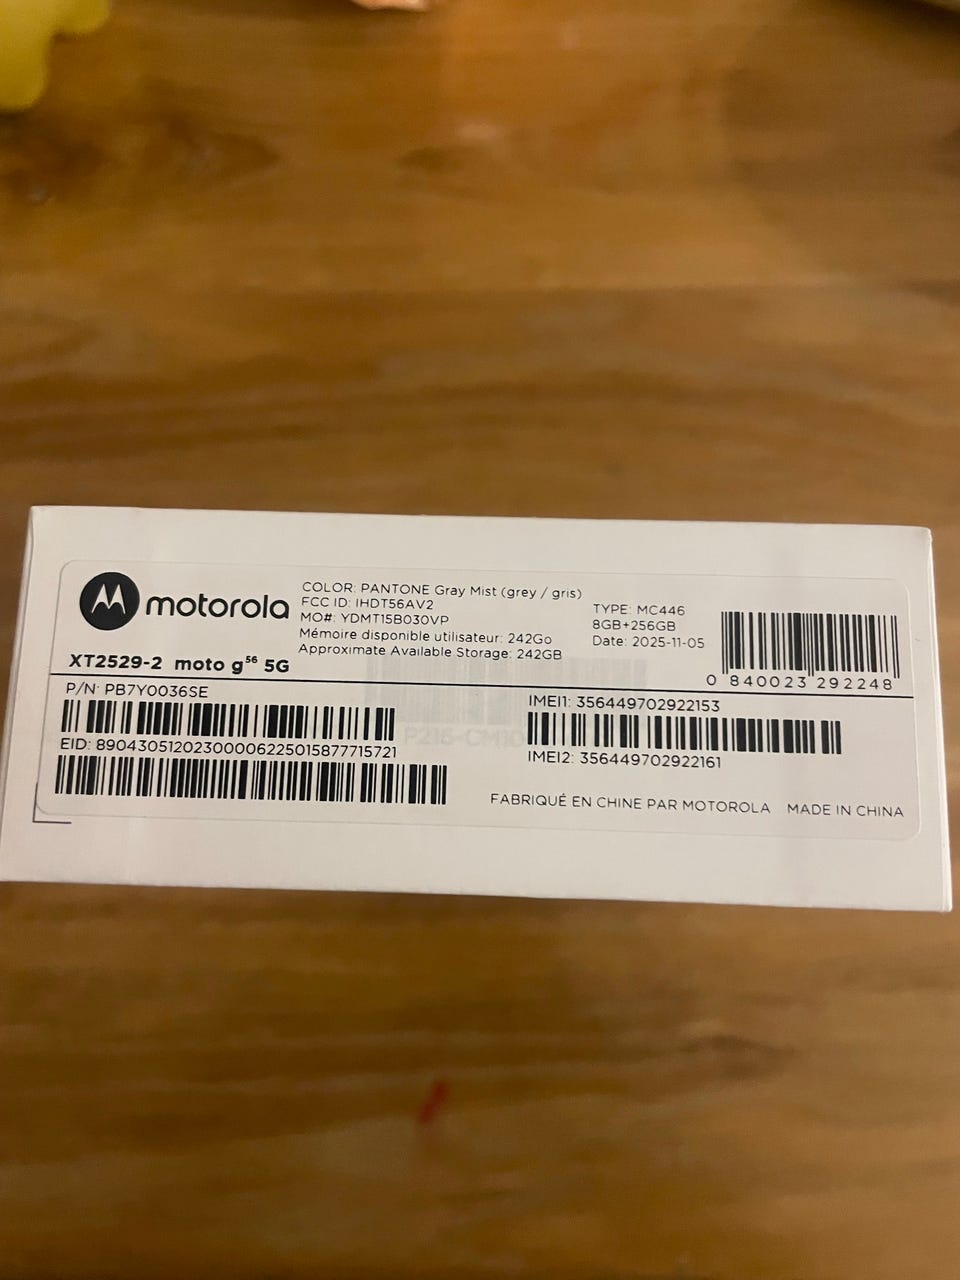 motorola
XT2529-2 moto g⁵⁶ 5G
COLOR: PANTONE Gray Mist (grey / gris)
FCC ID: IHDT56AV2
MO#: YDMT15B030VP
Mémoire disponible utilisateur: 242Go
Approximate Available Storage: 242GB
TYPE: MC446
8GB+256GB
Date: 2025-11-05
0 840023 292248
P/N: PB7Y0036SE
EID: 89043051202300006225015877715721
IMEI1: 356449702922153
IMEI2: 356449702922161
FABRIQUÉ EN CHINE PAR MOTOROLA MADE IN CHINA